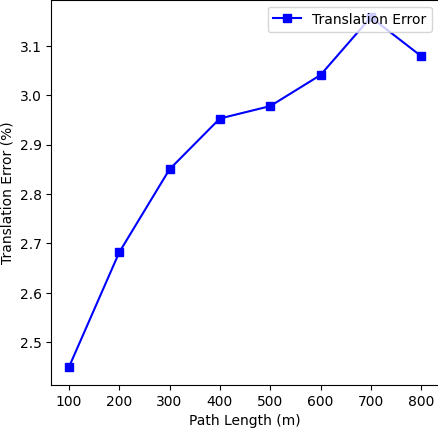 Translation Error
3.1
3.0
2.9
2.8
2.7
2.6
2.5
Translation Error (%)
100 200 300 400 500 600 700 800
Path Length (m)